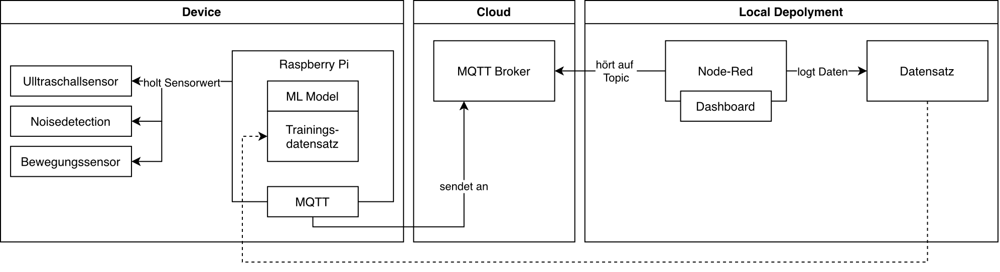 Device
Ulltraschallsensor
Noisedetection
Bewegungssensor
holt Sensorwert
Raspberry Pi
ML Model
Trainings-
datensatz
MQTT
Cloud
MQTT Broker
sendet an
Local Depolyment
hört auf
Topic
Node-Red
Dashboard
logt Daten
Datensatz